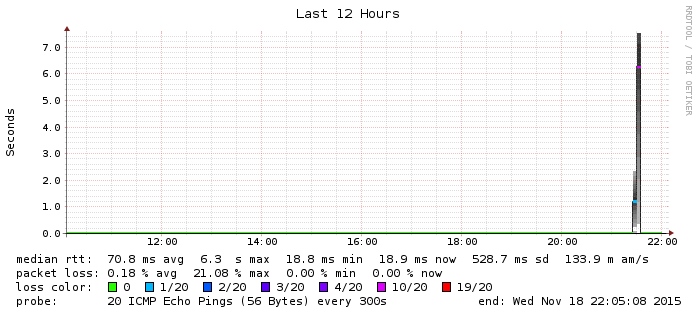 Last 12 Hours
RRDTOOL / TOBI OETIKER
Seconds
7.0
6.0
5.0
4.0
3.0
2.0
1.0
0.0
12:00 14:00 16:00 18:00 20:00 22:00
median rtt: 70.8 ms avg 6.3 s max 18.8 ms min 18.9 ms now 528.7 ms sd 133.9 m am/s
packet loss: 0.18 % avg 21.08 % max 0.00 % min 0.00 % now
loss color: 0 1/20 2/20 3/20 4/20 10/20 19/20
probe: 20 ICMP Echo Pings (56 Bytes) every 300s end: Wed Nov 18 22:05:08 2015